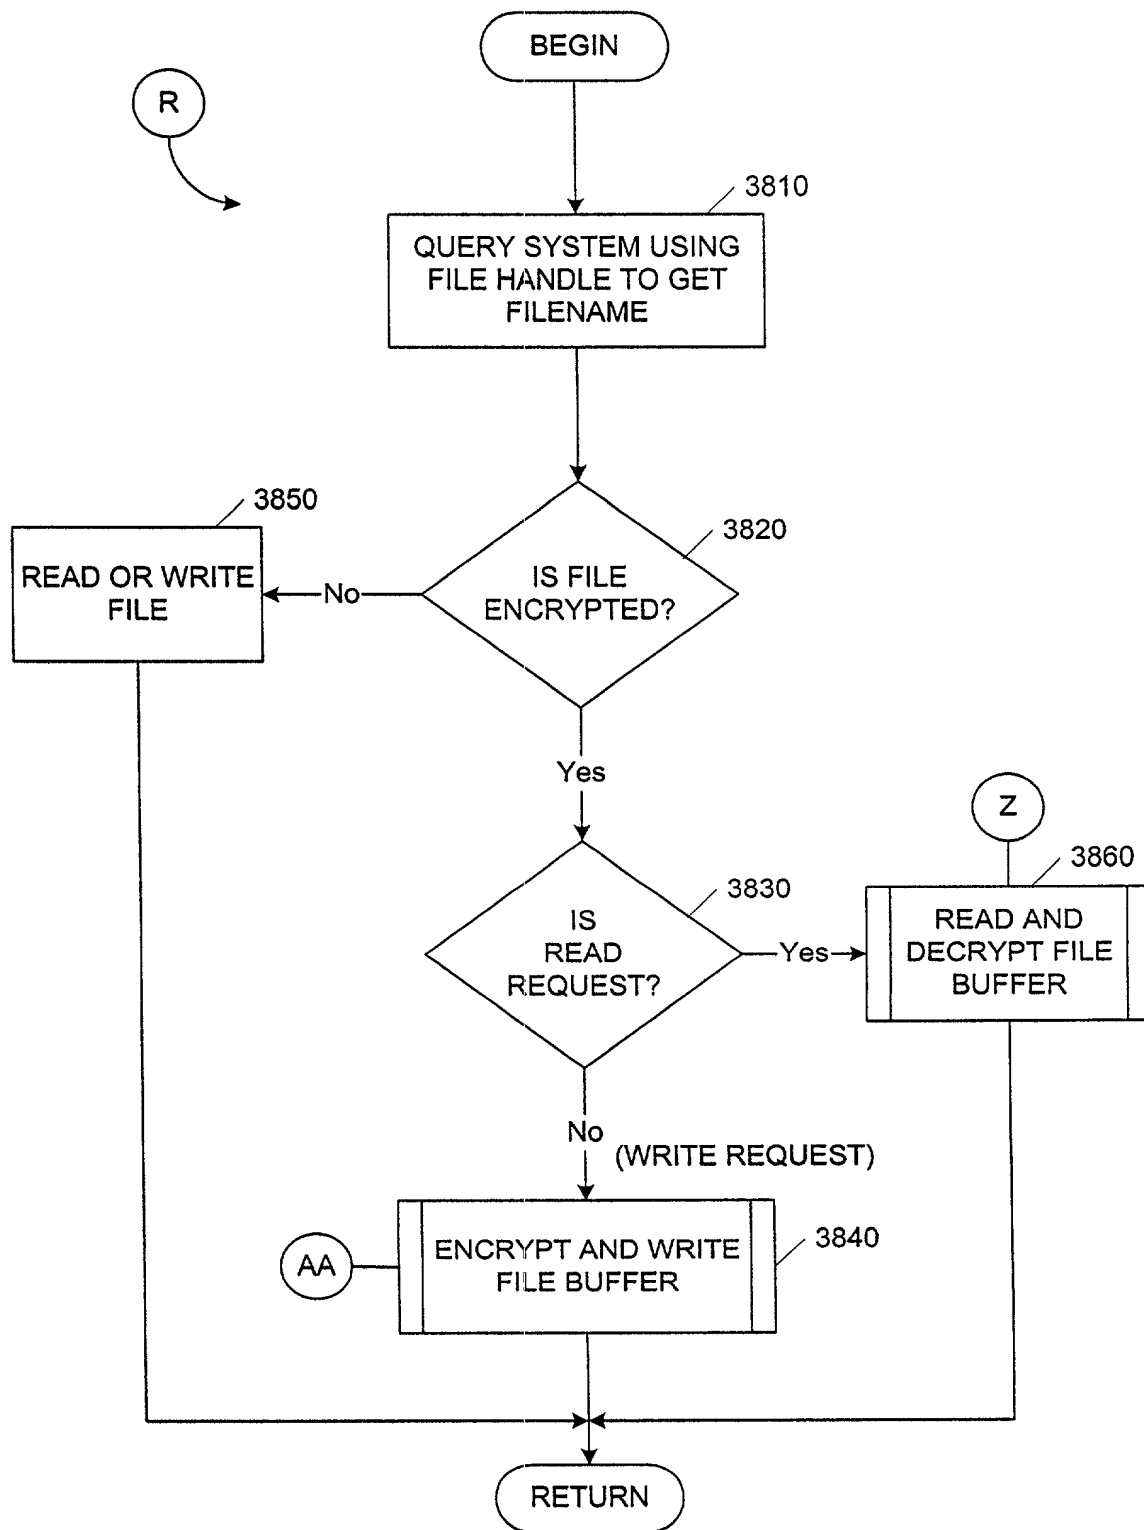 BEGIN
R
3810
QUERY SYSTEM USING
FILE HANDLE TO GET
FILENAME
3850
3820
READ OR WRITE
FILE
No
IS FILE
ENCRYPTED?
Yes
Z
3860
3830
IS
READ
REQUEST?
Yes
READ AND
DECRYPT FILE
BUFFER
No
(WRITE REQUEST)
3840
AA
ENCRYPT AND WRITE
FILE BUFFER
RETURN